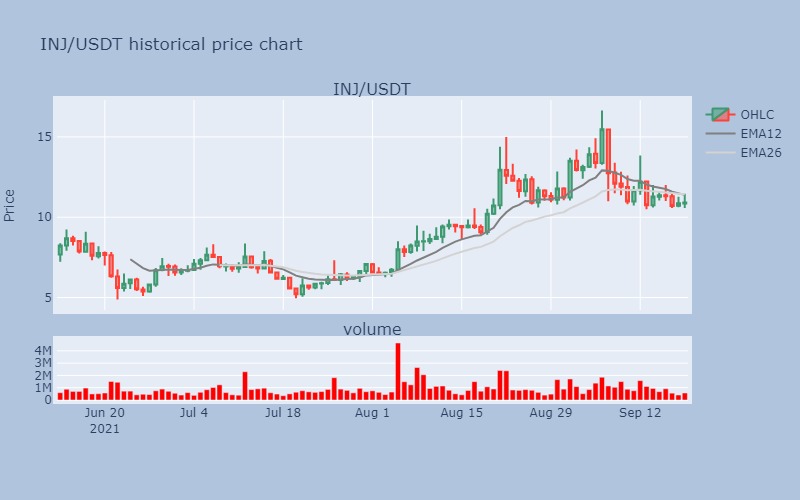 INJ/USDT historical price chart
INJ/USDT
OHLC
EMA12
EMA26
Price
15
10
5
volume
4M
3M
2M
1M
0
Jun 20
2021
Jul 4
Jul 18
Aug 1
Aug 15
Aug 29
Sep 12